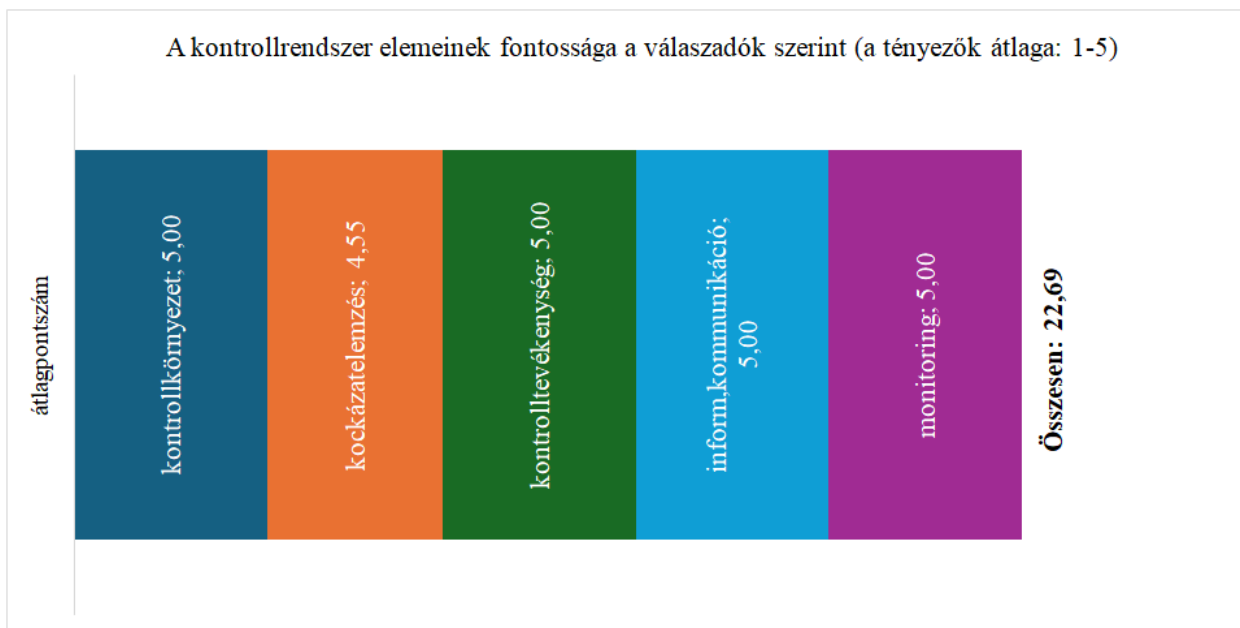 A kontrollrendszer elemeinek fontossága a válaszadók szerint (a tényezők átlaga: 1-5)
átlagpontszám
kontrollkörnyezet; 5,00
kockázatelemzés; 4,55
kontrolltevékenység; 5,00
inform,kommunikáció;
5,00
monitoring; 5,00
Összesen: 22,69